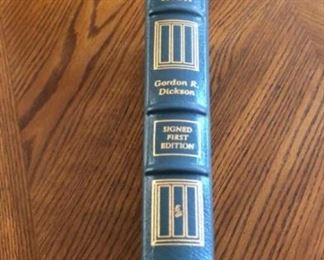 Gordon R.
Dickson
SIGNED
FIRST
EDITION